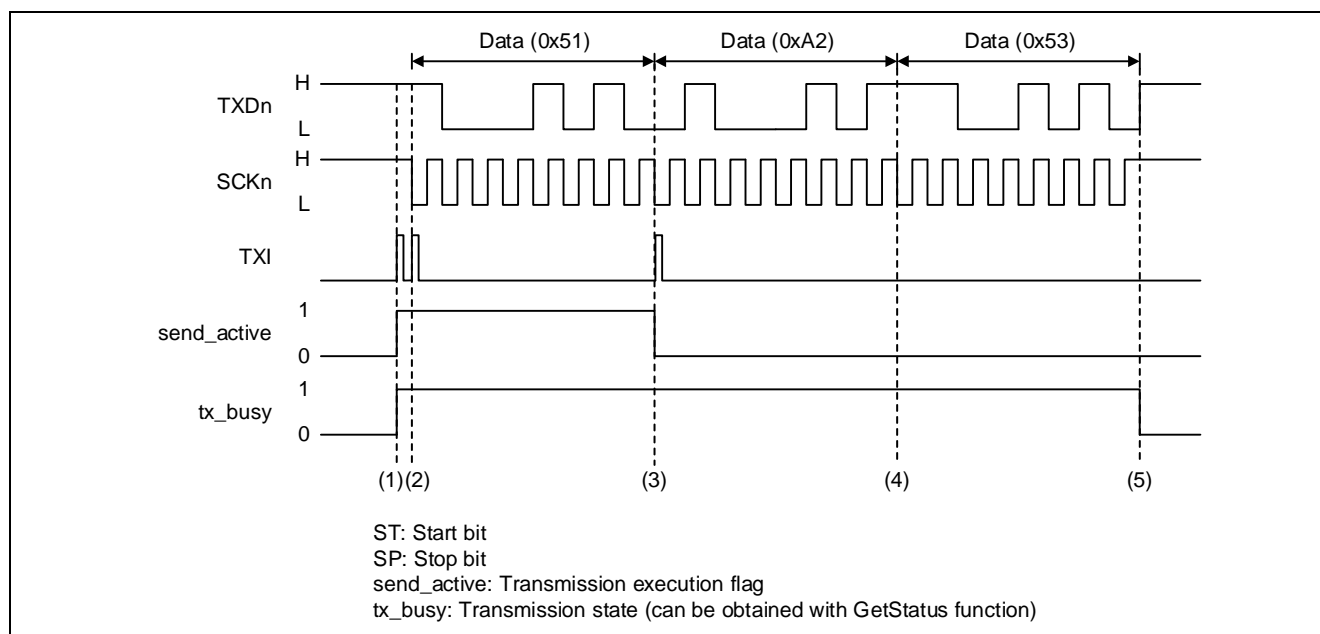 Data (0x51) Data (0xA2) Data (0x53)
H
TXDn
L
H
SCKn
L
TXI
1
send_active
0
1
tx_busy
0
(1) (2) (3) (4) (5)
ST: Start bit
SP: Stop bit
send_active: Transmission execution flag
tx_busy: Transmission state (can be obtained with GetStatus function)